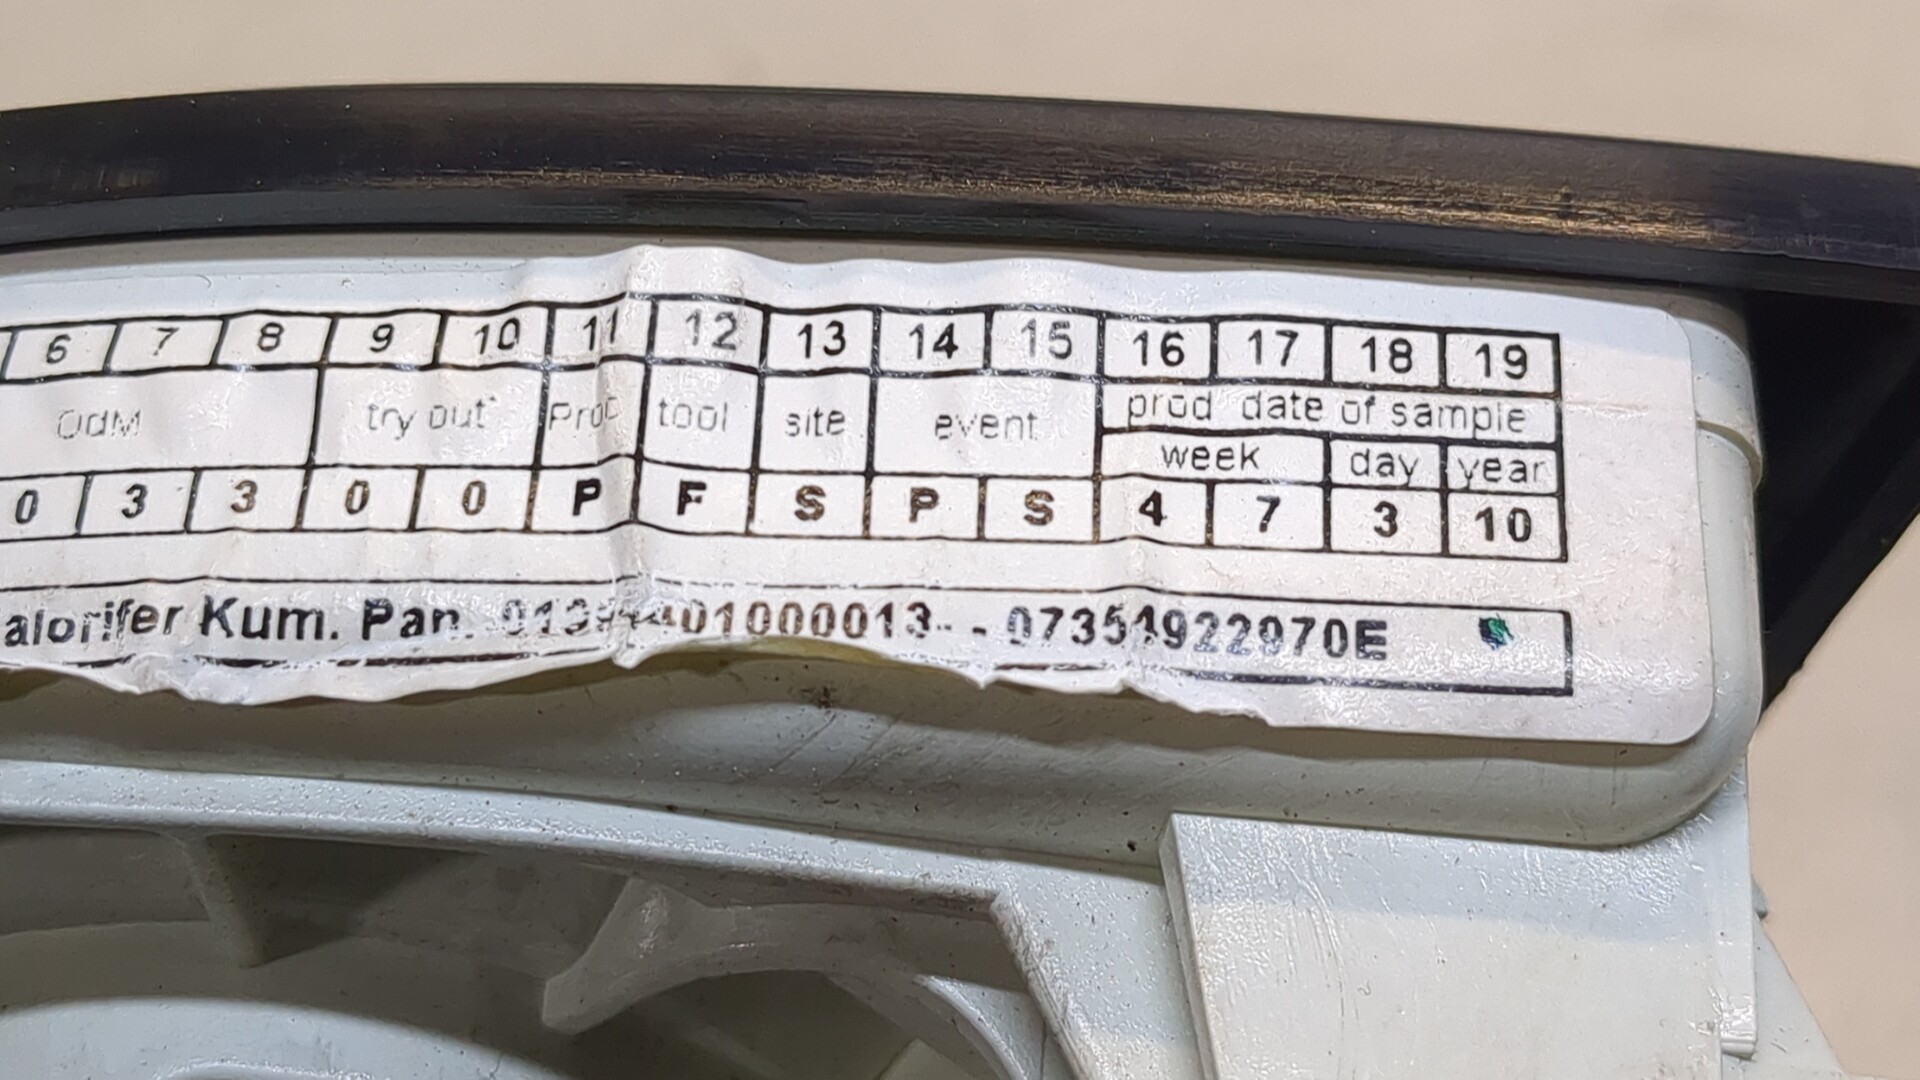 6 7 8 9 10 11 12 13 14 15 16 17 18 19
OdM try out Prod tool site event prod date of sample
week day year
0 3 3 0 0 P F S P S 4 7 3 10
alorifer Kum. Pan. - 07354922970E